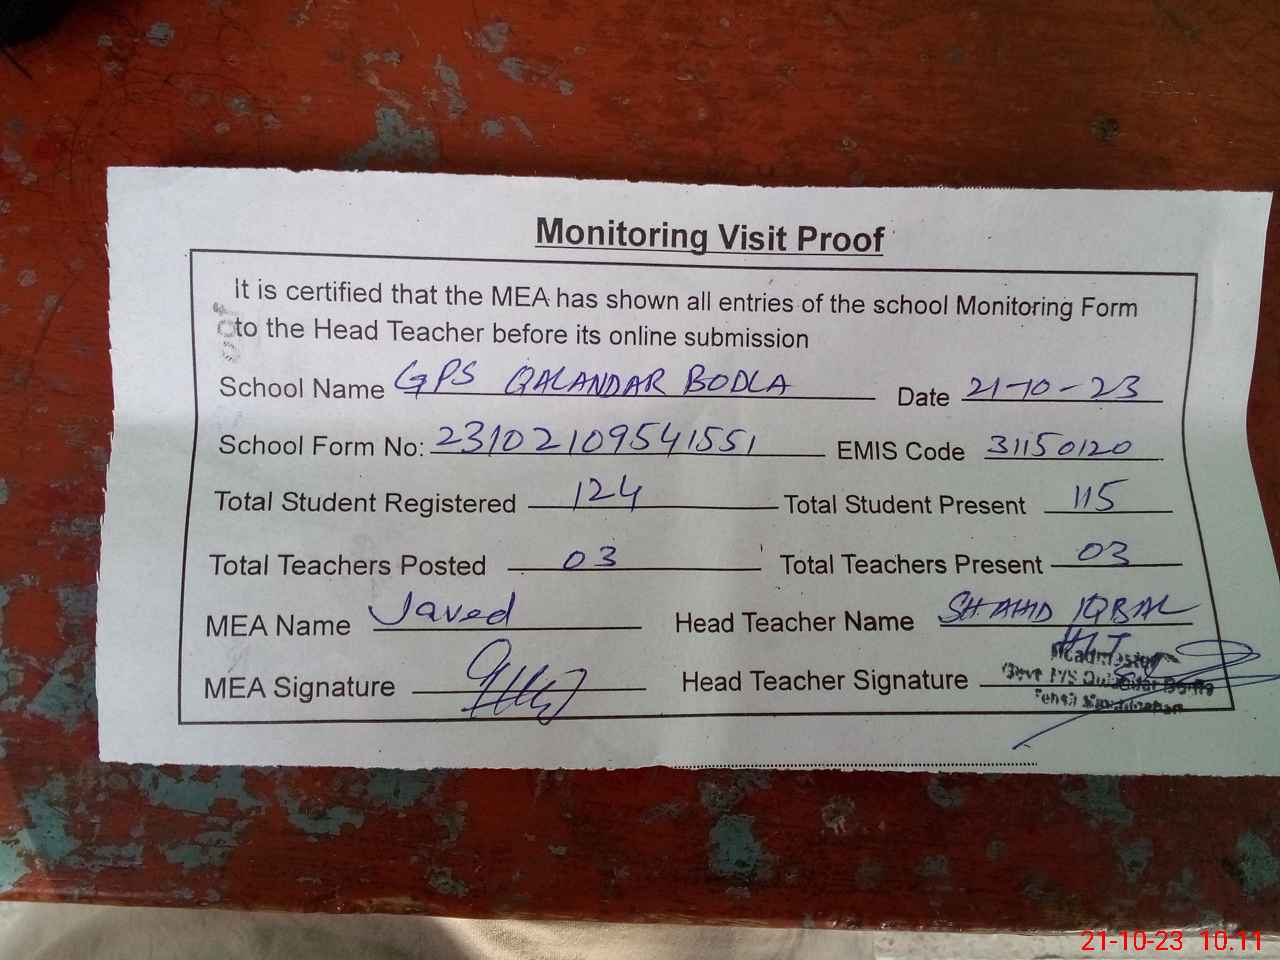 Monitoring Visit Proof
It is certified that the MEA has shown all entries of the school Monitoring Form
to the Head Teacher before its online submission
School Name GPS QALANDAR BODLA Date 21-10-23
School Form No: 23102109541551 EMIS Code 31150120
Total Student Registered 124 Total Student Present 115
Total Teachers Posted 03 Total Teachers Present 03
MEA Name Javed Head Teacher Name SHAHID IQBAL
Headmaster
MEA Signature Head Teacher Signature
21-10-23 10.11